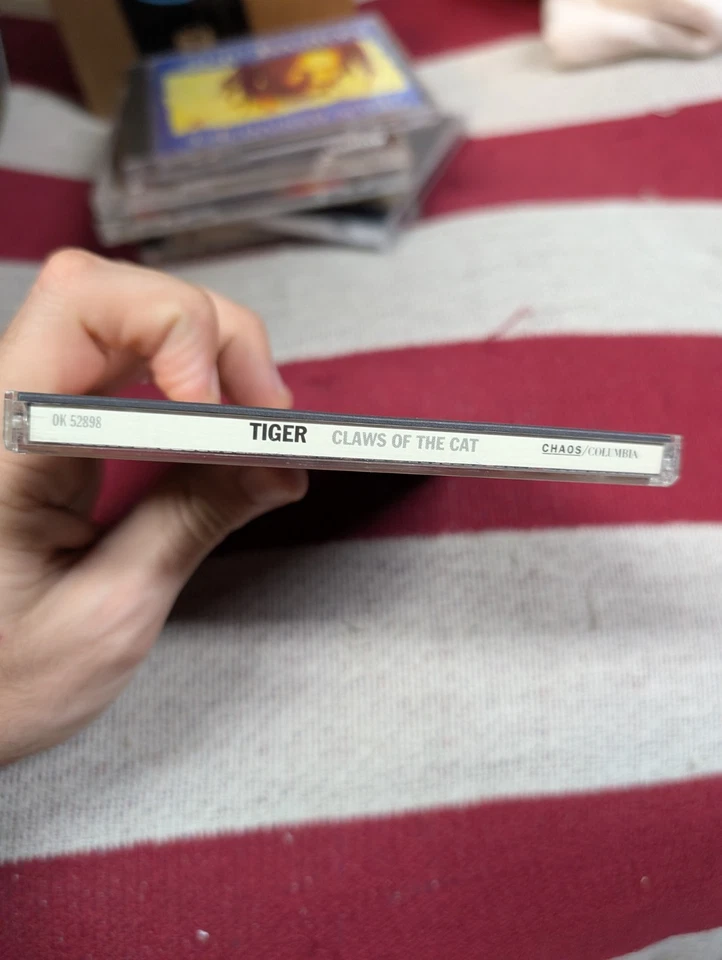 OK 52898 TIGER CLAWS OF THE CAT CHAOS/COLUMBIA